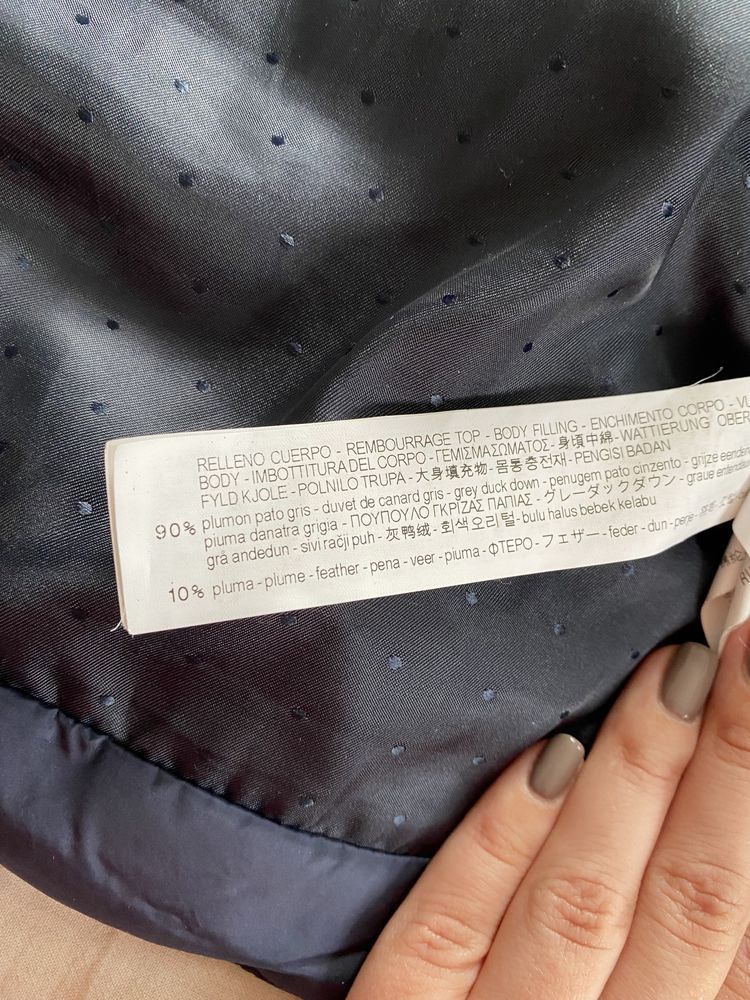 RELLENO CUERPO - REMBOURRAGE TOP - BODY FILLING - ENCHIMENTO CORPO - VU
BODY - IMBOTTITURA DEL CORPO - ΓΕΜΙΣΜΑ ΣΩΜΑΤΟΣ - 身頃中綿 - WATTIERUNG OBER
FYLD KJOLE - POLNILO TRUPA - 大身填充物 - 몸통충전재 - PENGISI BADAN
90% plumon pato gris - duvet de canard gris - grey duck down - penugem pato cinzento - grijze eenden
piuma danatra grigia - ΠΟΥΠΟΥΛΟ ΓΚΡΙΖΑΣ ΠΑΠΙΑΣ - グレーダックダウン - graue entendau
grå andedun - sivi račji puh - 灰鸭绒 - 회색오리털 - bulu halus bebek kelabu
10% pluma - plume - feather - pena - veer - piuma - ΦΤΕΡΟ - フェザー - feder - dun - perje